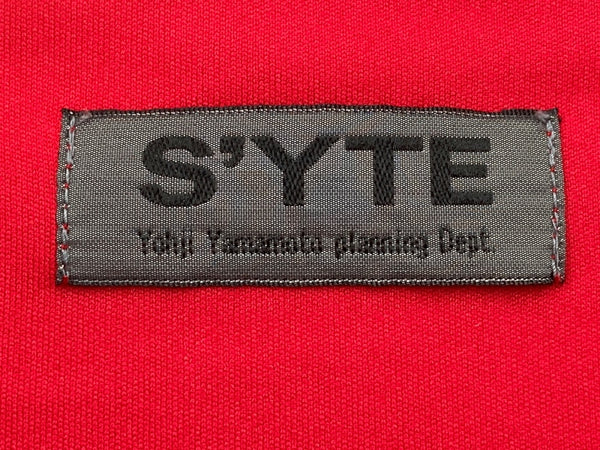 S'YTE
Yohji Yamamoto planning Dept.